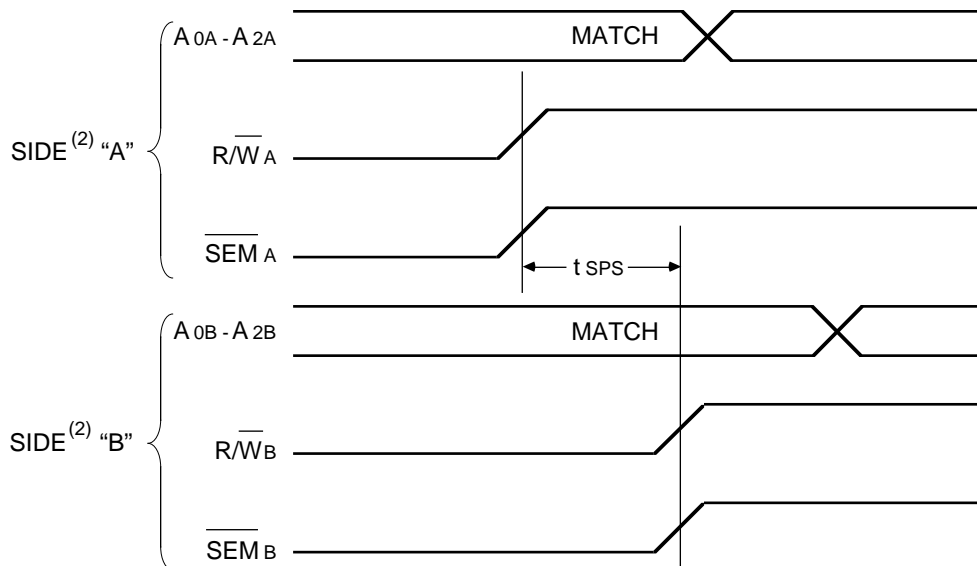 A0A - A2A
MATCH
SIDE(2) “A”
R/W̅A
S̅E̅M̅A
tSPS
A0B - A2B
MATCH
SIDE(2) “B”
R/W̅B
S̅E̅M̅B